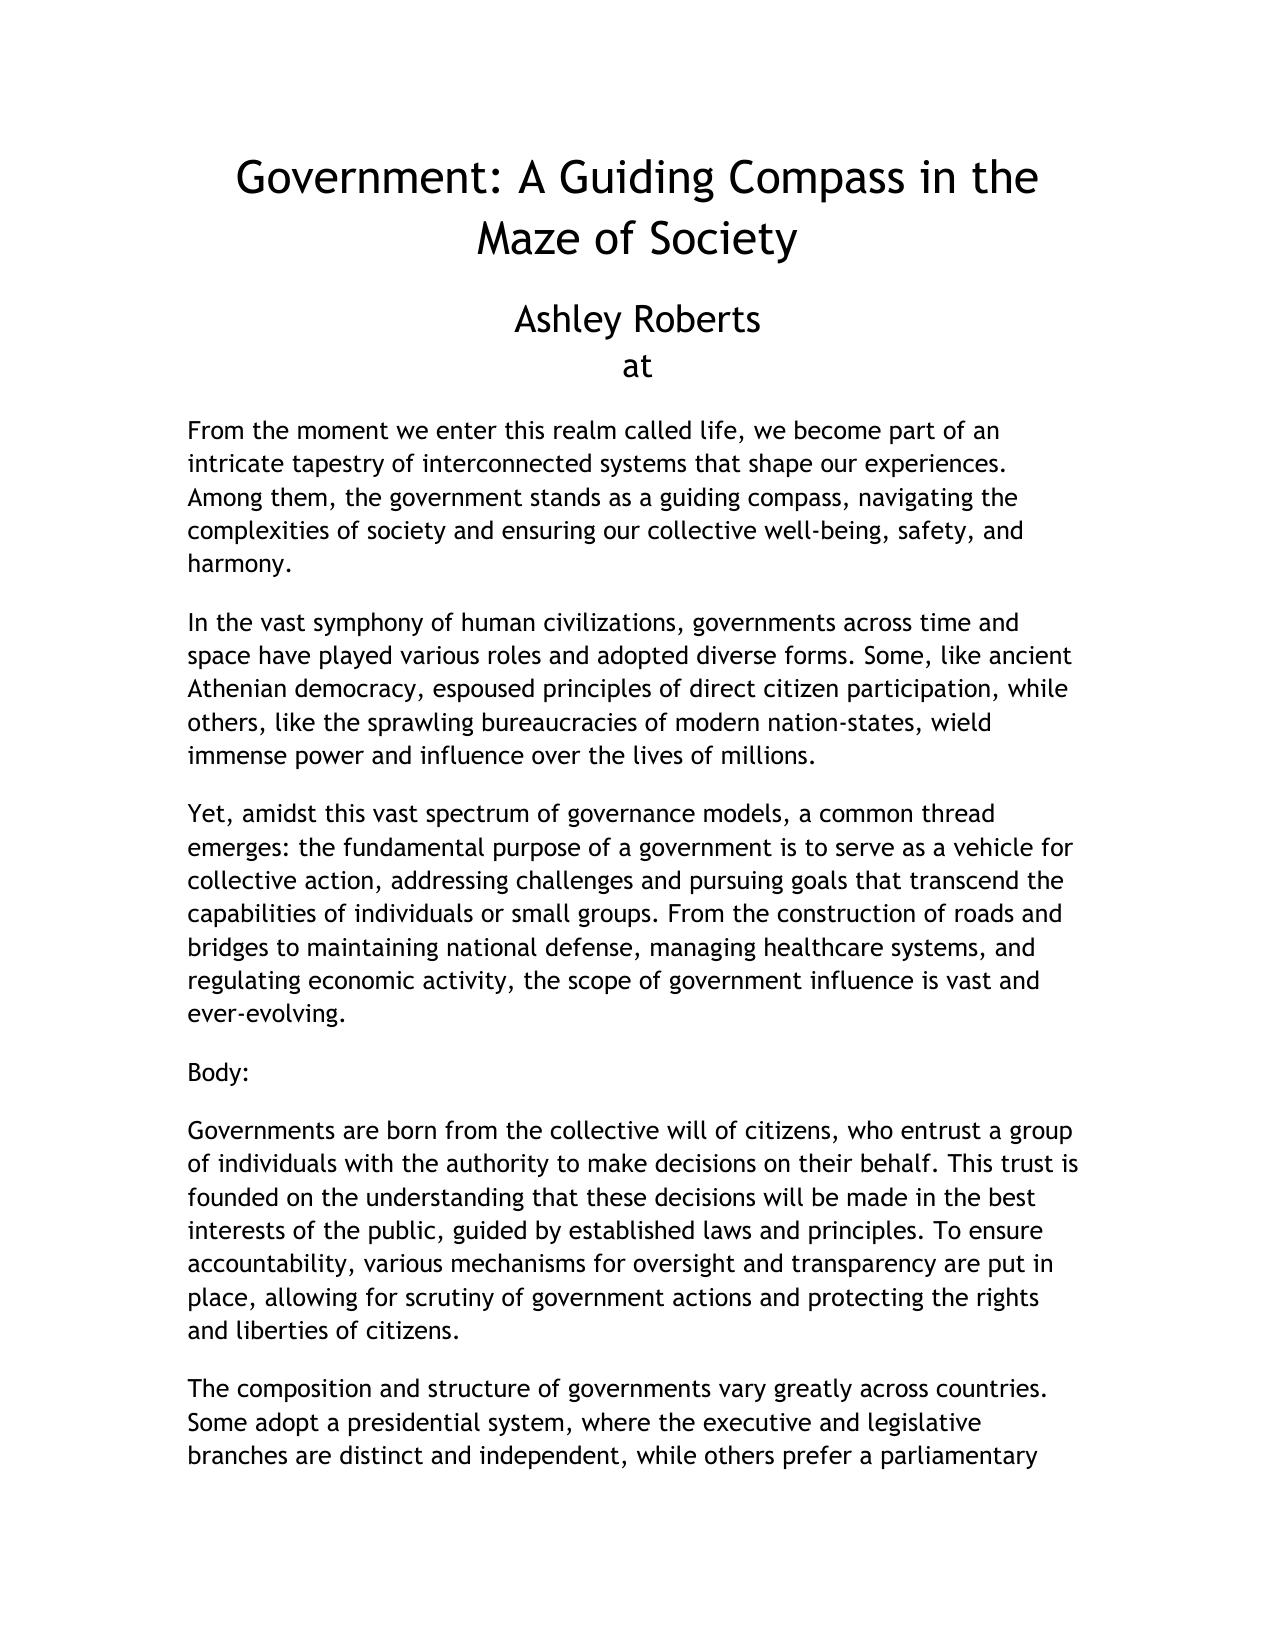 Government: A Guiding Compass in the
Maze of Society
Ashley Roberts
at
From the moment we enter this realm called life, we become part of an
intricate tapestry of interconnected systems that shape our experiences.
Among them, the government stands as a guiding compass, navigating the
complexities of society and ensuring our collective well-being, safety, and
harmony.
In the vast symphony of human civilizations, governments across time and
space have played various roles and adopted diverse forms. Some, like ancient
Athenian democracy, espoused principles of direct citizen participation, while
others, like the sprawling bureaucracies of modern nation-states, wield
immense power and influence over the lives of millions.
Yet, amidst this vast spectrum of governance models, a common thread
emerges: the fundamental purpose of a government is to serve as a vehicle for
collective action, addressing challenges and pursuing goals that transcend the
capabilities of individuals or small groups. From the construction of roads and
bridges to maintaining national defense, managing healthcare systems, and
regulating economic activity, the scope of government influence is vast and
ever-evolving.
Body:
Governments are born from the collective will of citizens, who entrust a group
of individuals with the authority to make decisions on their behalf. This trust is
founded on the understanding that these decisions will be made in the best
interests of the public, guided by established laws and principles. To ensure
accountability, various mechanisms for oversight and transparency are put in
place, allowing for scrutiny of government actions and protecting the rights
and liberties of citizens.
The composition and structure of governments vary greatly across countries.
Some adopt a presidential system, where the executive and legislative
branches are distinct and independent, while others prefer a parliamentary